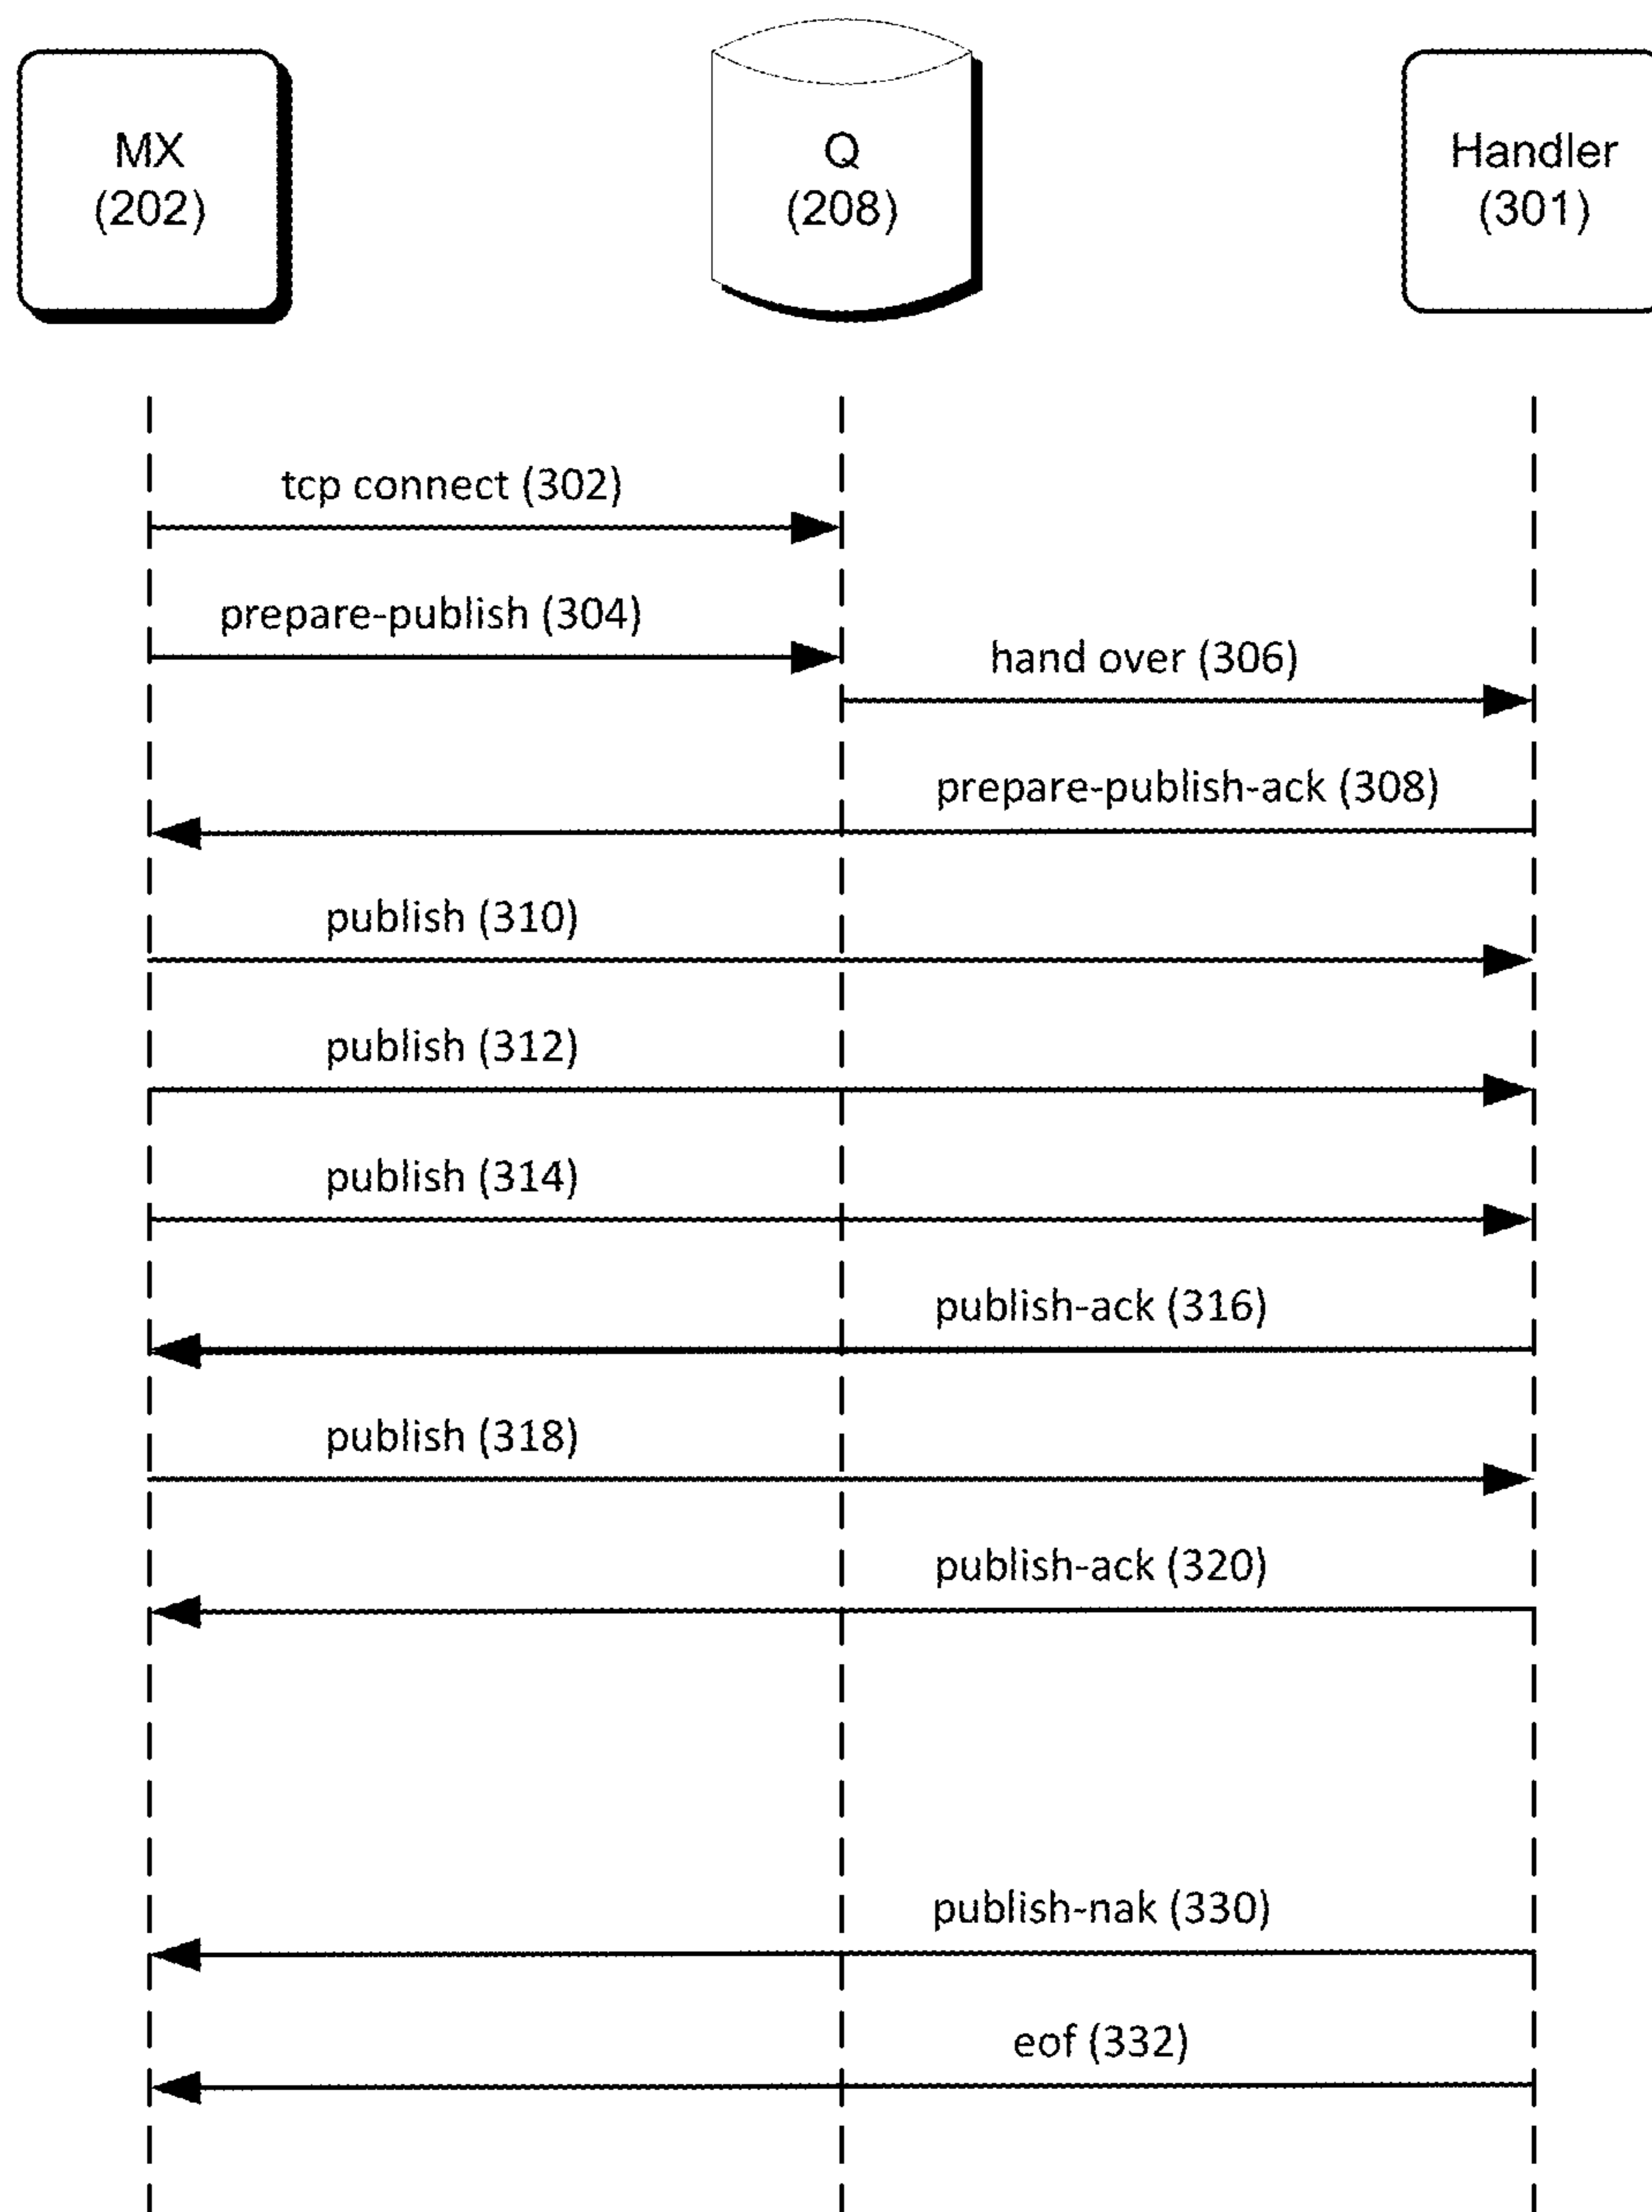 MX
(202)
Q
(208)
Handler
(301)
tcp connect (302)
prepare-publish (304)
hand over (306)
prepare-publish-ack (308)
publish (310)
publish (312)
publish (314)
publish-ack (316)
publish (318)
publish-ack (320)
publish-nak (330)
eof (332)